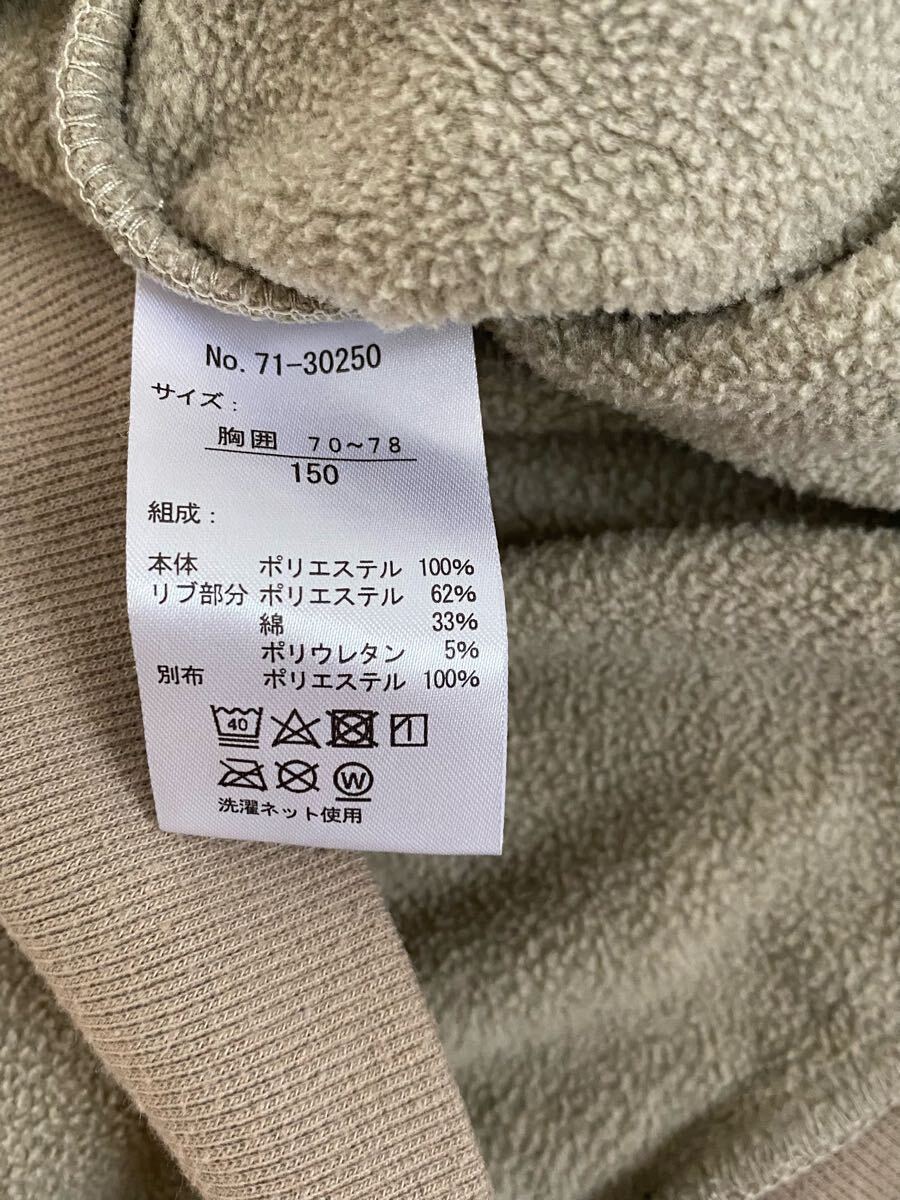 No. 71-30250
サイズ：
胸囲 70~78
150
組成：
本体 ポリエステル 100%
リブ部分 ポリエステル 62%
綿 33%
ポリウレタン 5%
別布 ポリエステル 100%
40
W
洗濯ネット使用